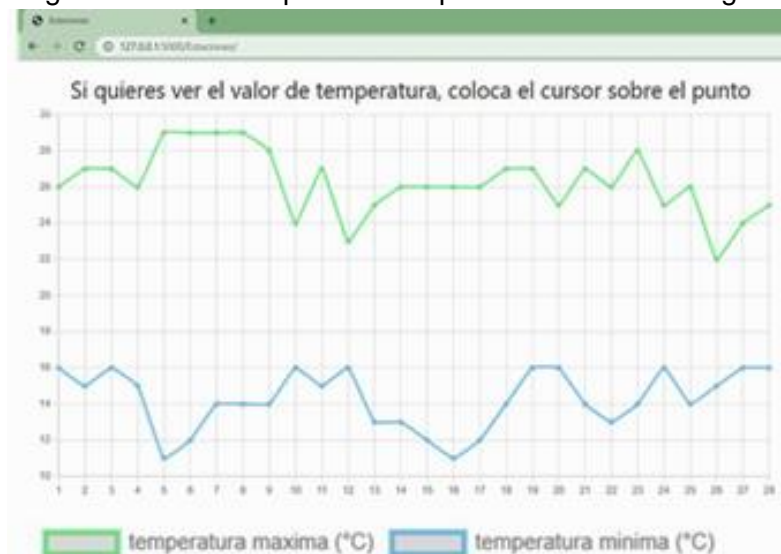 Estaciones
Si quieres ver el valor de temperatura, coloca el cursor sobre el punto
30
28
26
24
22
20
18
16
14
12
10
1 2 3 4 5 6 7 8 9 10 11 12 13 14 15 16 17 18 19 20 21 22 23 24 25 26 27 28
temperatura maxima (°C) temperatura minima (°C)